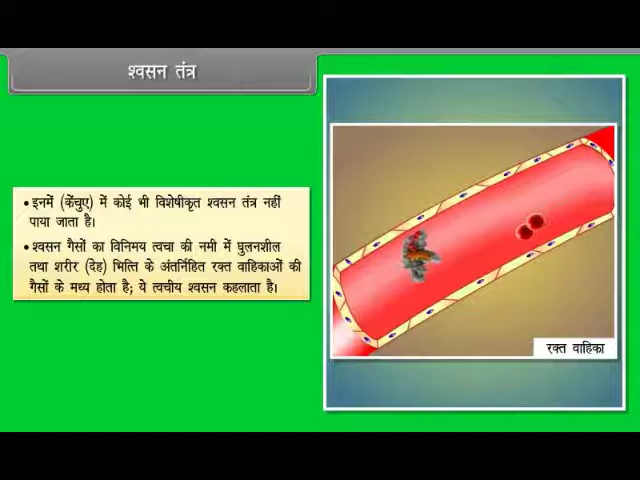 श्वसन तंत्र
• इनमें (केंचुए) में कोई भी विशेषीकृत श्वसन तंत्र नहीं
पाया जाता है।
• श्वसन गैसों का विनिमय त्वचा की नमी में घुलनशील
तथा शरीर (देह) भित्ति के अंतर्निहित रक्त वाहिकाओं की
गैसों के मध्य होता है; ये त्वचीय श्वसन कहलाता है।
रक्त वाहिका